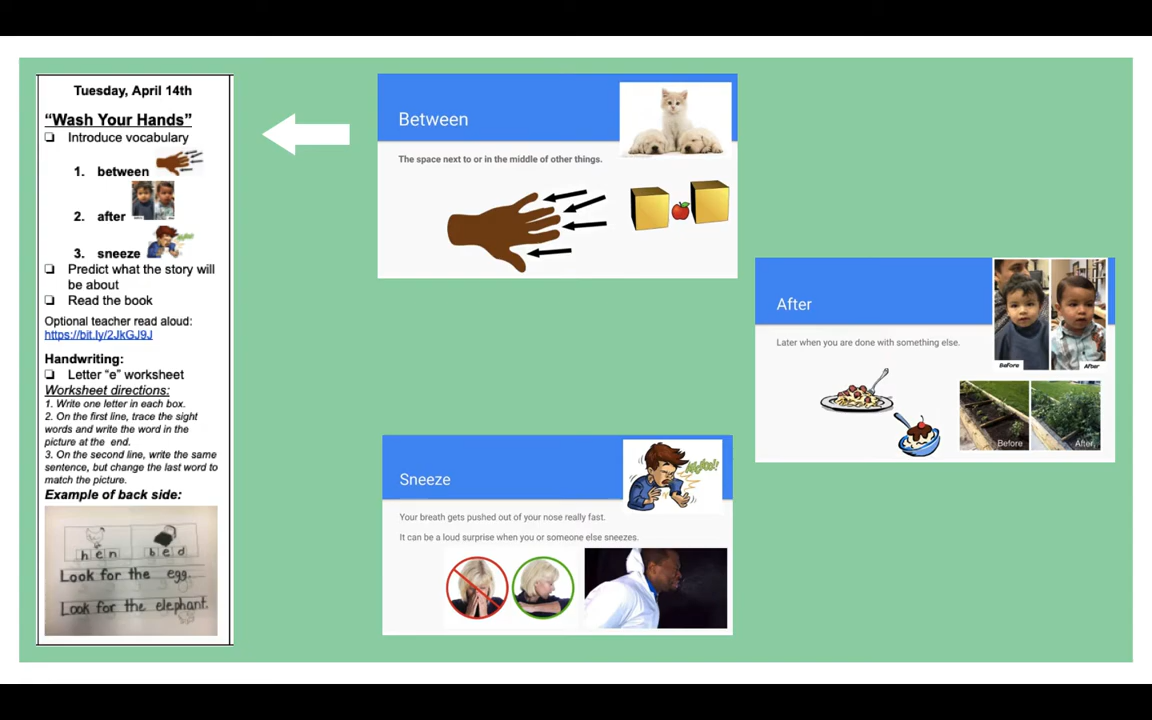 Tuesday, April 14th
“Wash Your Hands”
❏ Introduce vocabulary
1. between
2. after
3. sneeze
❏ Predict what the story will
be about
❏ Read the book
Optional teacher read aloud:
https://bit.ly/2JkGJ9J
Handwriting:
❏ Letter “e” worksheet
Worksheet directions:
1. Write one letter in each box.
2. On the first line, trace the sight
words and write the word in the
picture at the end.
3. On the second line, write the same
sentence, but change the last word to
match the picture.
Example of back side:
hen bed
Look for the egg.
Look for the elephant.
Between
The space next to or in the middle of other things.
After
Later when you are done with something else.
Before After
Before After
Sneeze
Your breath gets pushed out of your nose really fast.
It can be a loud surprise when you or someone else sneezes.